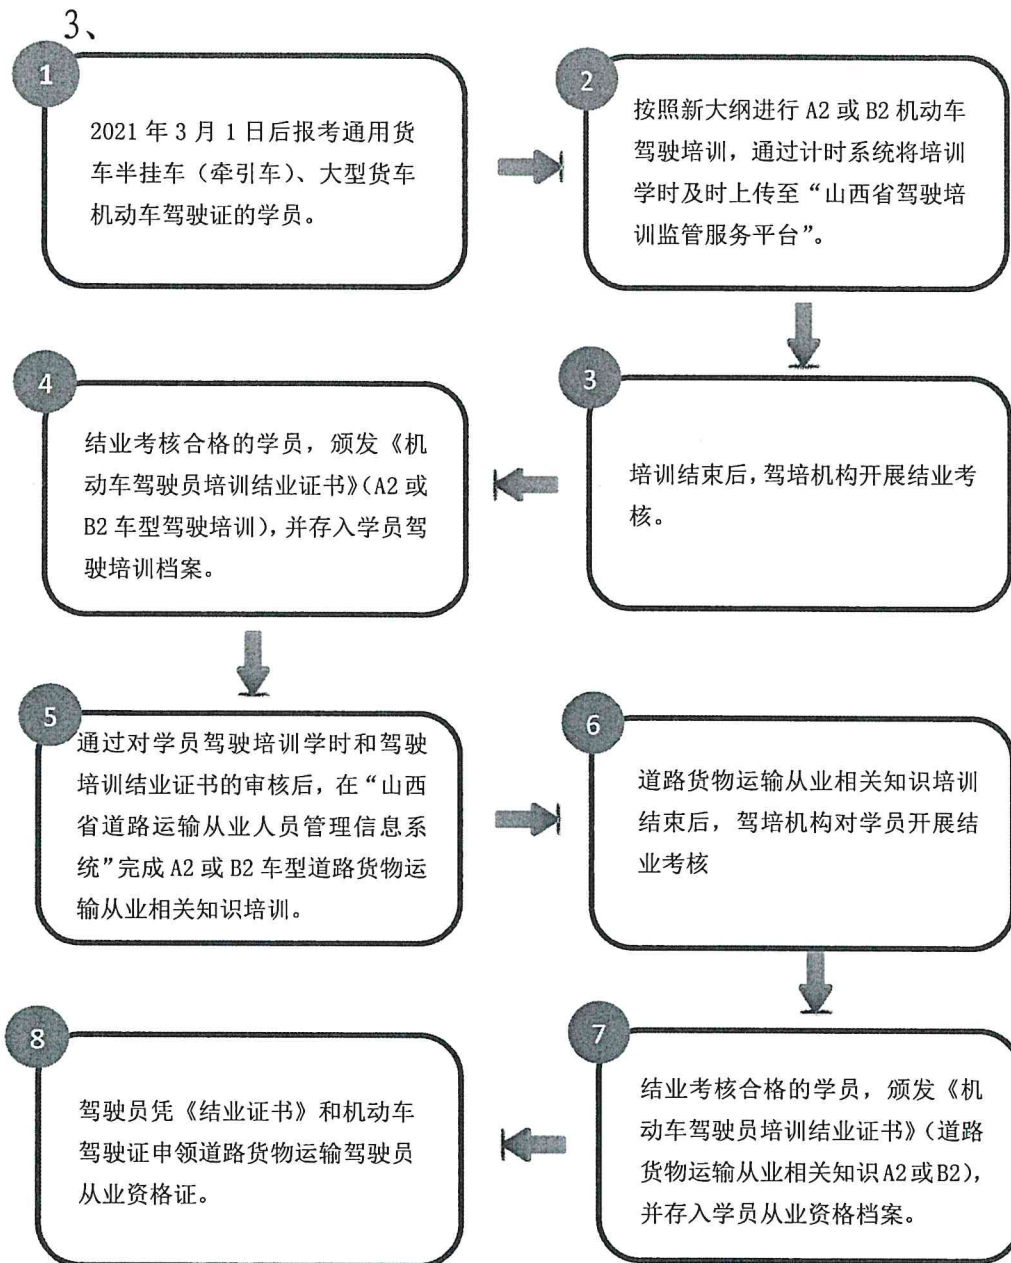 3、
1
2021 年 3 月 1 日后报考通用货
车半挂车（牵引车）、大型货车
机动车驾驶证的学员。
2
按照新大纲进行 A2 或 B2 机动车
驾驶培训，通过计时系统将培训
学时及时上传至“山西省驾驶培
训监管服务平台”。
3
培训结束后，驾培机构开展结业考
核。
4
结业考核合格的学员，颁发《机
动车驾驶员培训结业证书》（A2 或
B2 车型驾驶培训），并存入学员驾
驶培训档案。
5
通过对学员驾驶培训学时和驾驶
培训结业证书的审核后，在“山西
省道路运输从业人员管理信息系
统”完成 A2 或 B2 车型道路货物运
输从业相关知识培训。
6
道路货物运输从业相关知识培训
结束后，驾培机构对学员开展结
业考核
7
结业考核合格的学员，颁发《机
动车驾驶员培训结业证书》（道路
货物运输从业相关知识 A2 或 B2），
并存入学员从业资格档案。
8
驾驶员凭《结业证书》和机动车
驾驶证申领道路货物运输驾驶员
从业资格证。